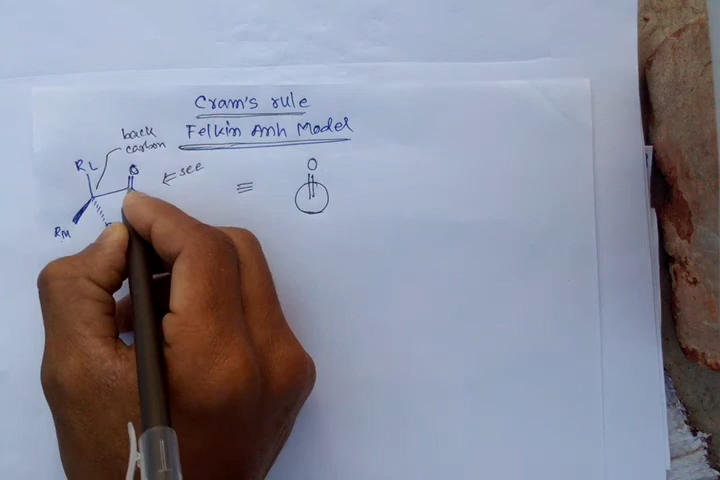 Cram's rule
Felkin Anh Model
back
carbon
RL
O
see
≡
O
RM